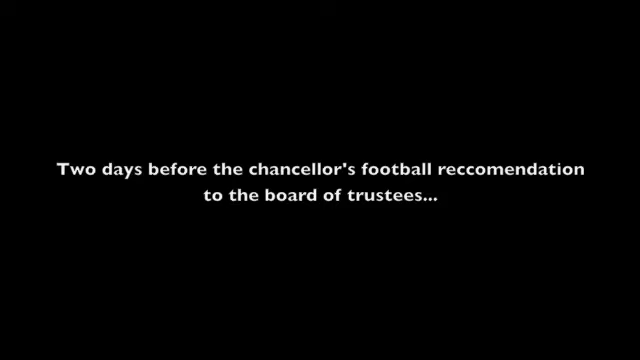 Two days before the chancellor's football reccomendation
to the board of trustees...